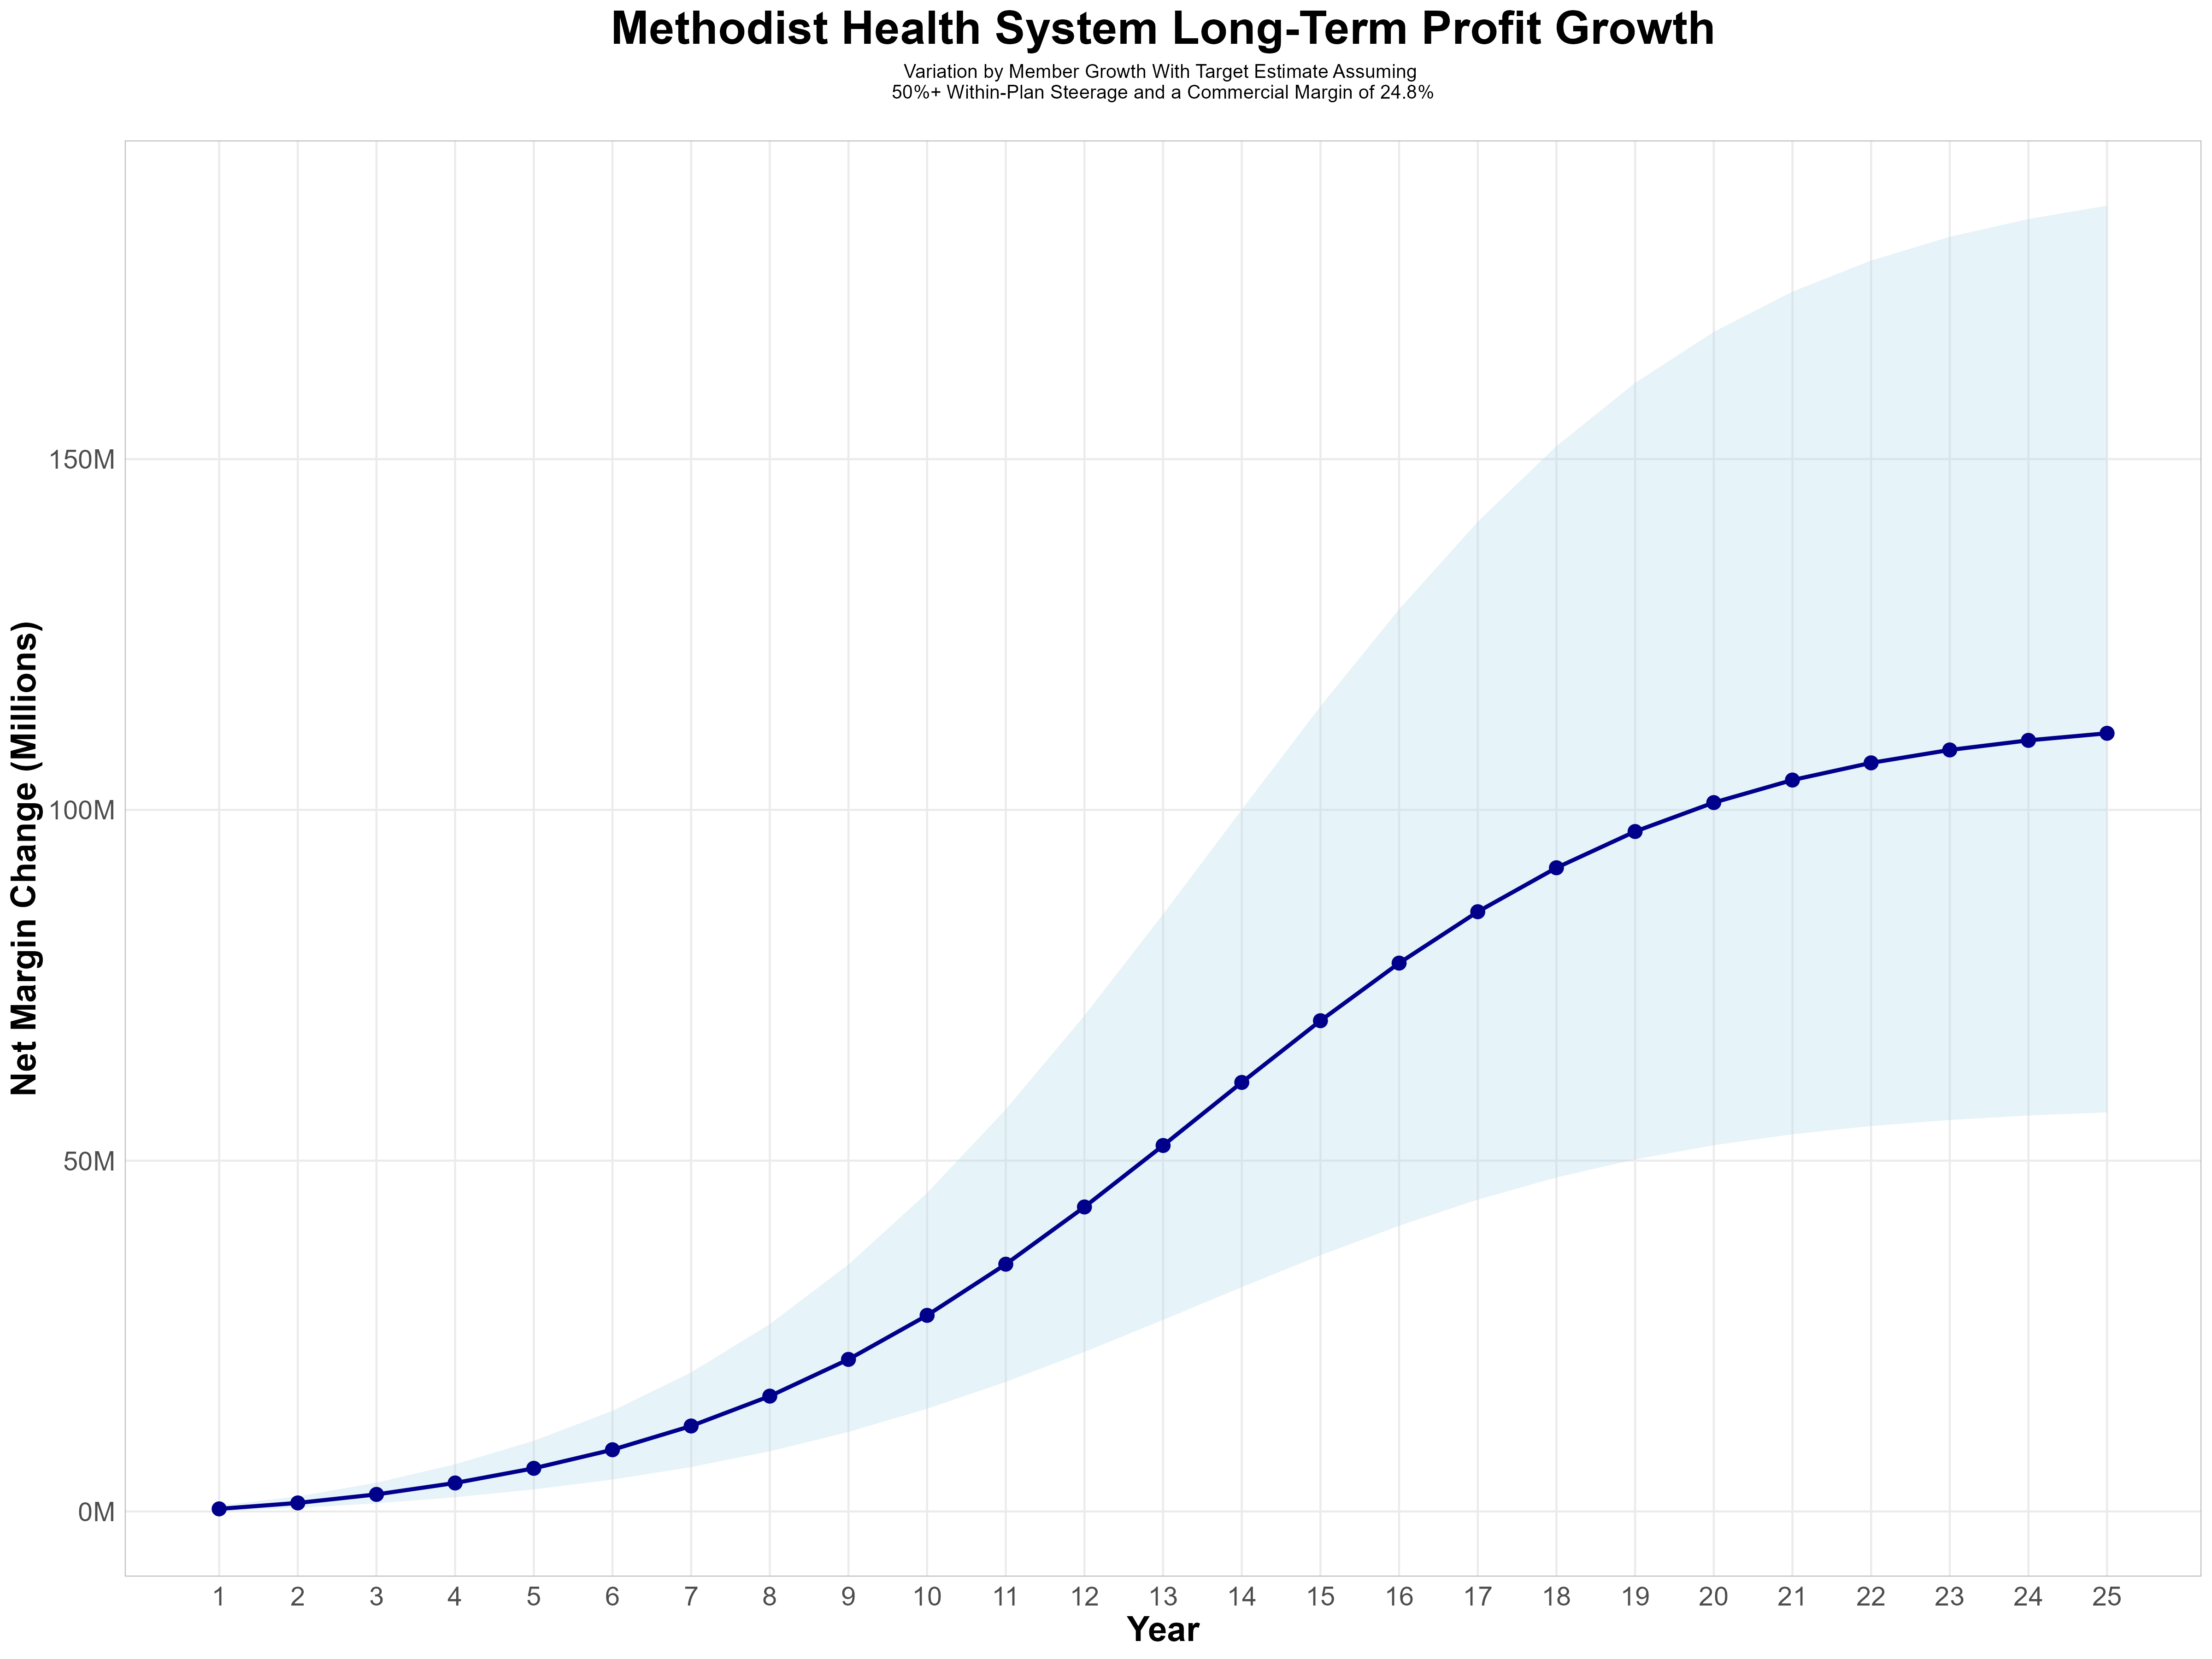 Methodist Health System Long-Term Profit Growth
Variation by Member Growth With Target Estimate Assuming
50%+ Within-Plan Steerage and a Commercial Margin of 24.8%
Net Margin Change (Millions)
150M
100M
50M
0M
1 2 3 4 5 6 7 8 9 10 11 12 13 14 15 16 17 18 19 20 21 22 23 24 25
Year